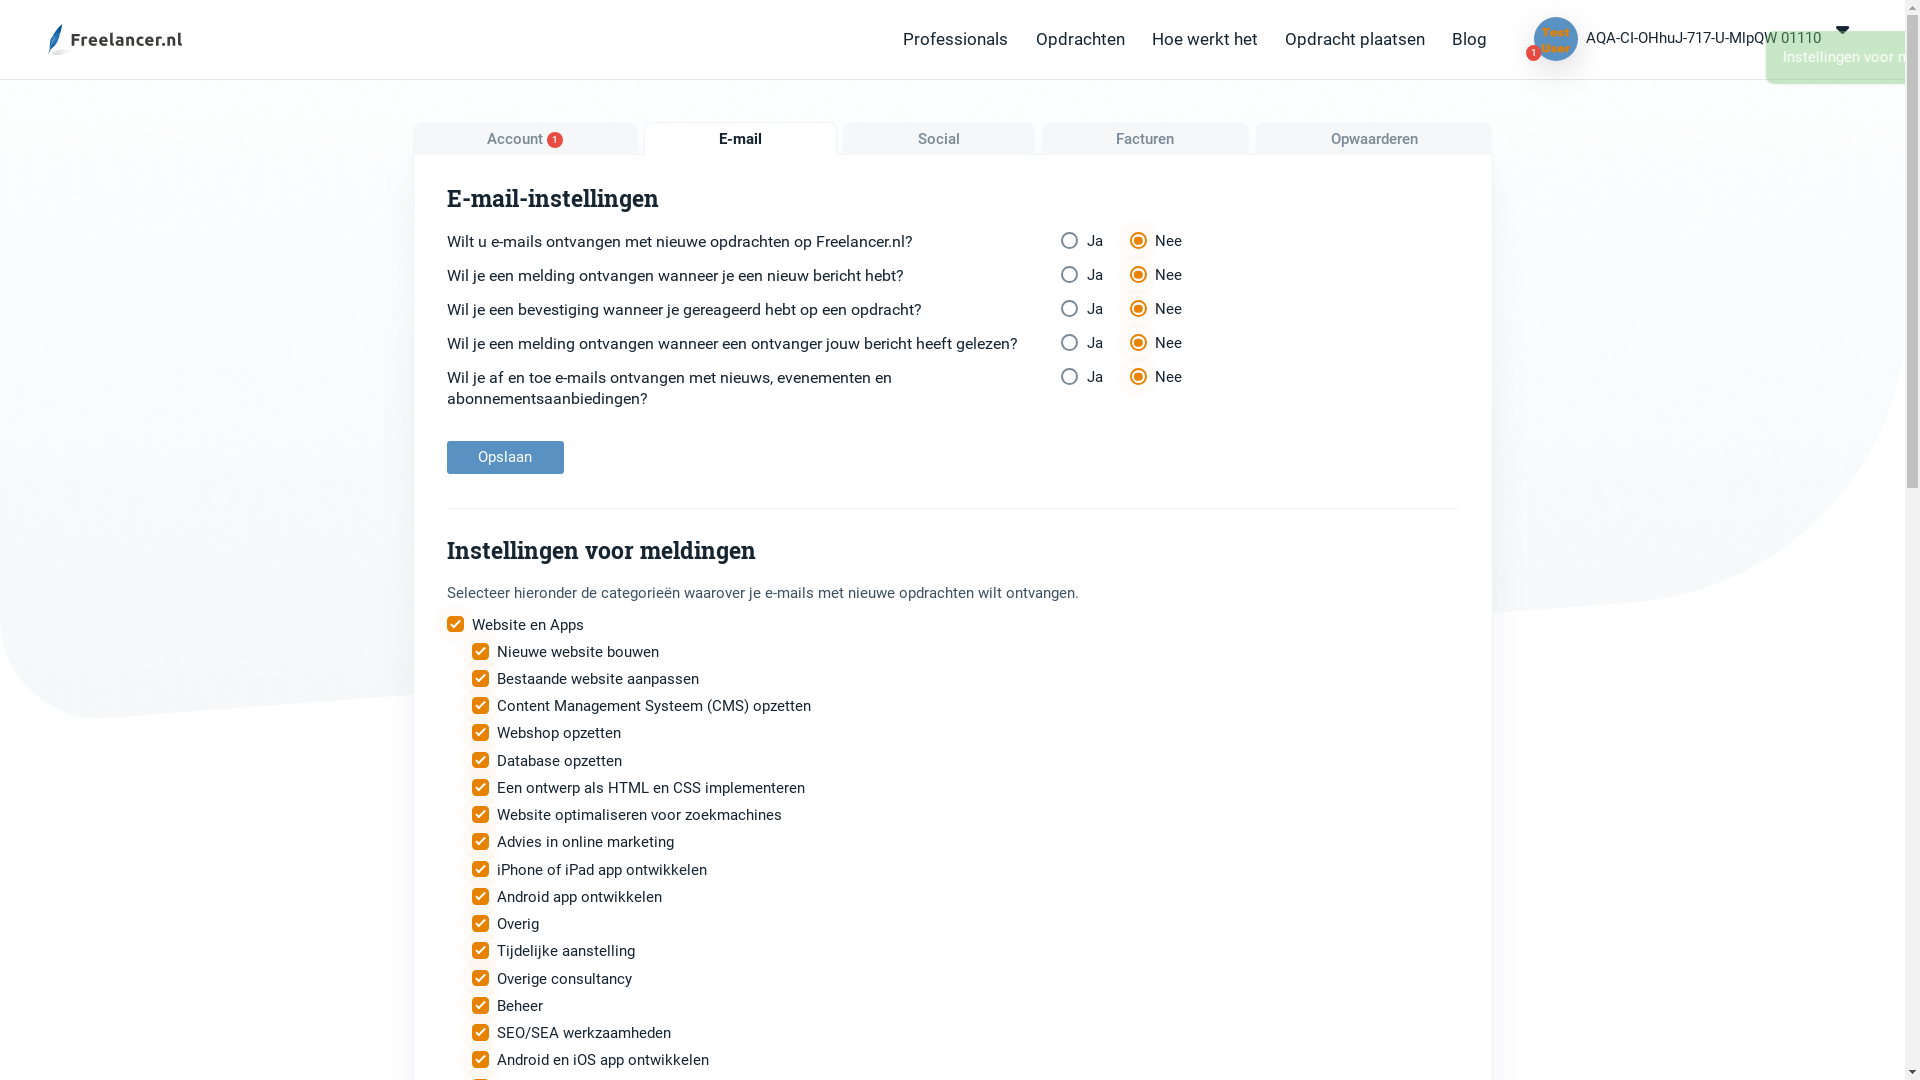 Freelancer.nl
Professionals
Opdrachten
Hoe werkt het
Opdracht plaatsen
Blog
Test
User
1
AQA-CI-OHhuJ-717-U-MlpQW 01110
Instellingen voor
Account 1
E-mail
Social
Facturen
Opwaarderen
E-mail-instellingen
Wilt u e-mails ontvangen met nieuwe opdrachten op Freelancer.nl?
Ja
Nee
Wil je een melding ontvangen wanneer je een nieuw bericht hebt?
Ja
Nee
Wil je een bevestiging wanneer je gereageerd hebt op een opdracht?
Ja
Nee
Wil je een melding ontvangen wanneer een ontvanger jouw bericht heeft gelezen?
Ja
Nee
Wil je af en toe e-mails ontvangen met nieuws, evenementen en
abonnementsaanbiedingen?
Ja
Nee
Opslaan
Instellingen voor meldingen
Selecteer hieronder de categorieën waarover je e-mails met nieuwe opdrachten wilt ontvangen.
Website en Apps
Nieuwe website bouwen
Bestaande website aanpassen
Content Management Systeem (CMS) opzetten
Webshop opzetten
Database opzetten
Een ontwerp als HTML en CSS implementeren
Website optimaliseren voor zoekmachines
Advies in online marketing
iPhone of iPad app ontwikkelen
Android app ontwikkelen
Overig
Tijdelijke aanstelling
Overige consultancy
Beheer
SEO/SEA werkzaamheden
Android en iOS app ontwikkelen